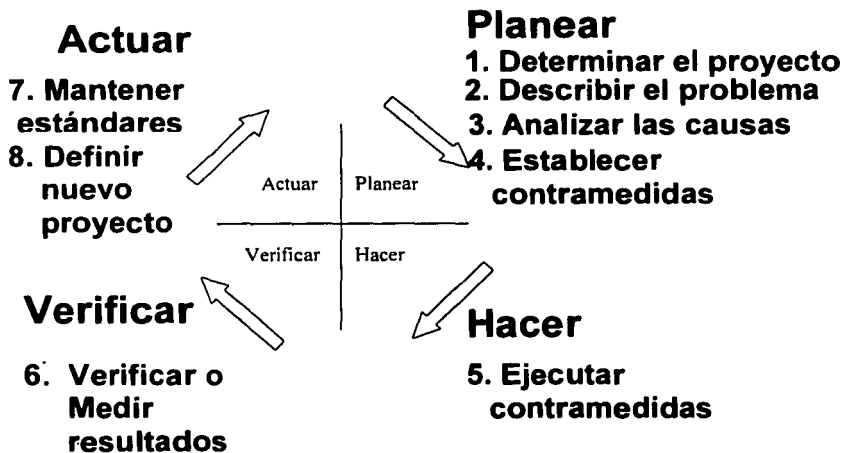 Actuar
7. Mantener
estándares
8. Definir
nuevo
proyecto
Planear
1. Determinar el proyecto
2. Describir el problema
3. Analizar las causas
4. Establecer
contramedidas
Actuar
Planear
Verificar
Hacer
Verificar
6. Verificar o
Medir
resultados
Hacer
5. Ejecutar
contramedidas